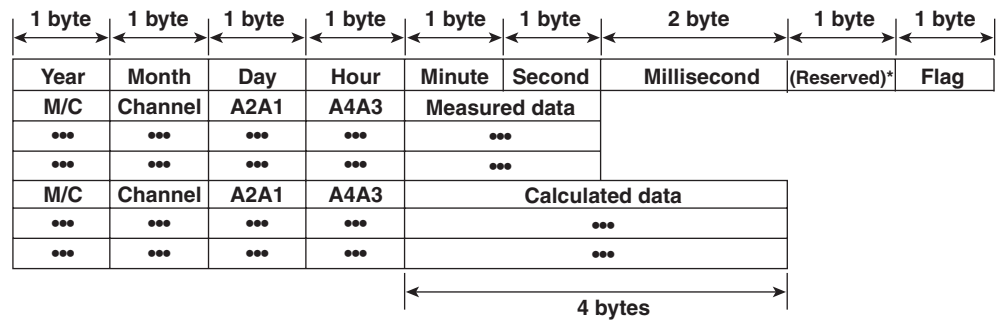 1 byte 1 byte 1 byte 1 byte 1 byte 1 byte 2 byte 1 byte 1 byte
Year Month Day Hour Minute Second Millisecond (Reserved)* Flag
M/C Channel A2A1 A4A3 Measured data
••• ••• ••• ••• •••
••• ••• ••• ••• •••
M/C Channel A2A1 A4A3 Calculated data
••• ••• ••• ••• •••
••• ••• ••• ••• •••
4 bytes